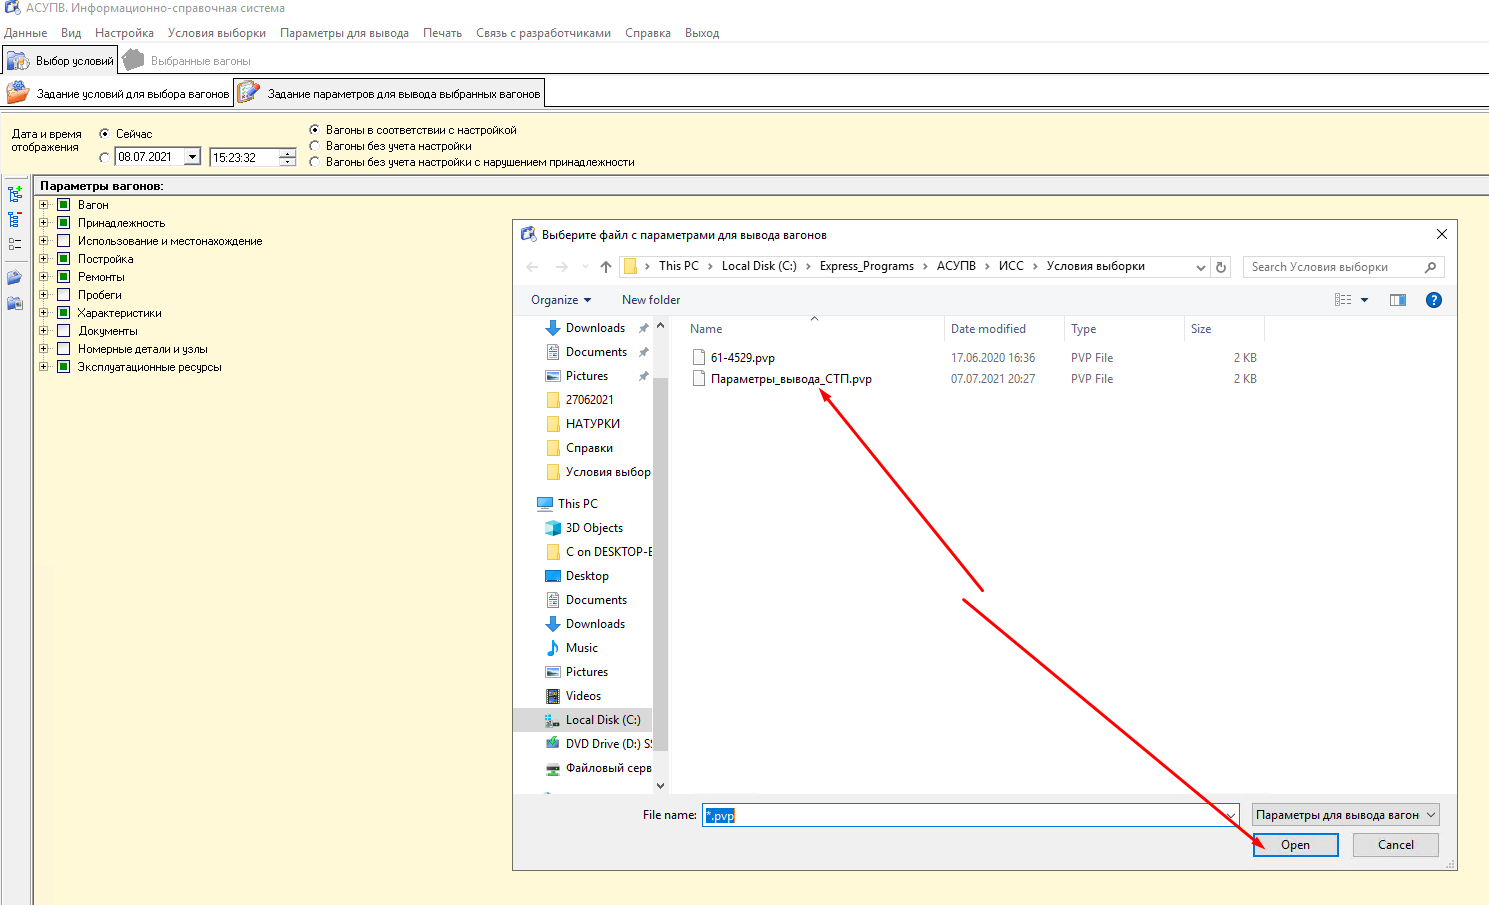 АСУПВ. Информационно-справочная система
Данные Вид Настройка Условия выборки Параметры для вывода Печать Связь с разработчиками Справка Выход
Выбор условий Выбранные вагоны
Задание условий для выбора вагонов Задание параметров для вывода выбранных вагонов
Дата и время отображения
Сейчас
08.07.2021 15:23:32
Вагоны в соответствии с настройкой
Вагоны без учета настройки
Вагоны без учета настройки с нарушением принадлежности
Параметры вагонов:
Вагон
Принадлежность
Использование и местонахождение
Постройка
Ремонты
Пробеги
Характеристики
Документы
Номерные детали и узлы
Эксплуатационные ресурсы
Выберите файл с параметрами для вывода вагонов
This PC Local Disk (C:) Express_Programs АСУПВ ИСС Условия выборки Search Условия выборки
Organize New folder
Downloads
Documents
Pictures
27062021
НАТУРКИ
Справки
Условия выбор
This PC
3D Objects
C on DESKTOP-E
Desktop
Documents
Downloads
Music
Pictures
Videos
Local Disk (C:)
DVD Drive (D:) SS
Файловый серв
Name Date modified Type Size
61-4529.pvp 17.06.2020 16:36 PVP File 2 KB
Параметры_вывода_СТП.pvp 07.07.2021 20:27 PVP File 2 KB
File name: *.pvp Параметры для вывода вагон
Open Cancel